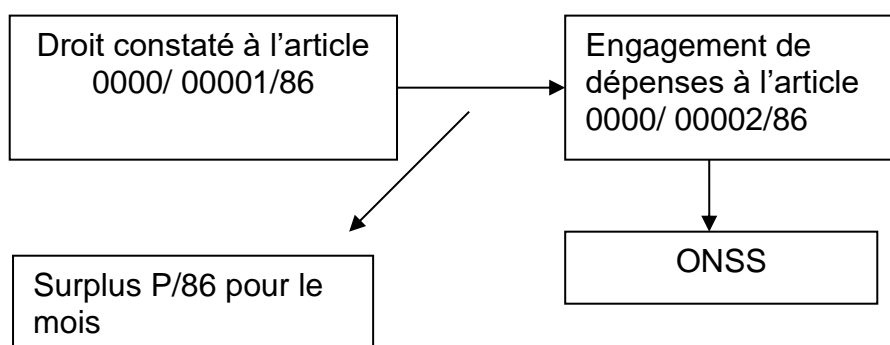 Droit constaté à l’article
0000/ 00001/86
Engagement de
dépenses à l’article
0000/ 00002/86
Surplus P/86 pour le
mois
ONSS